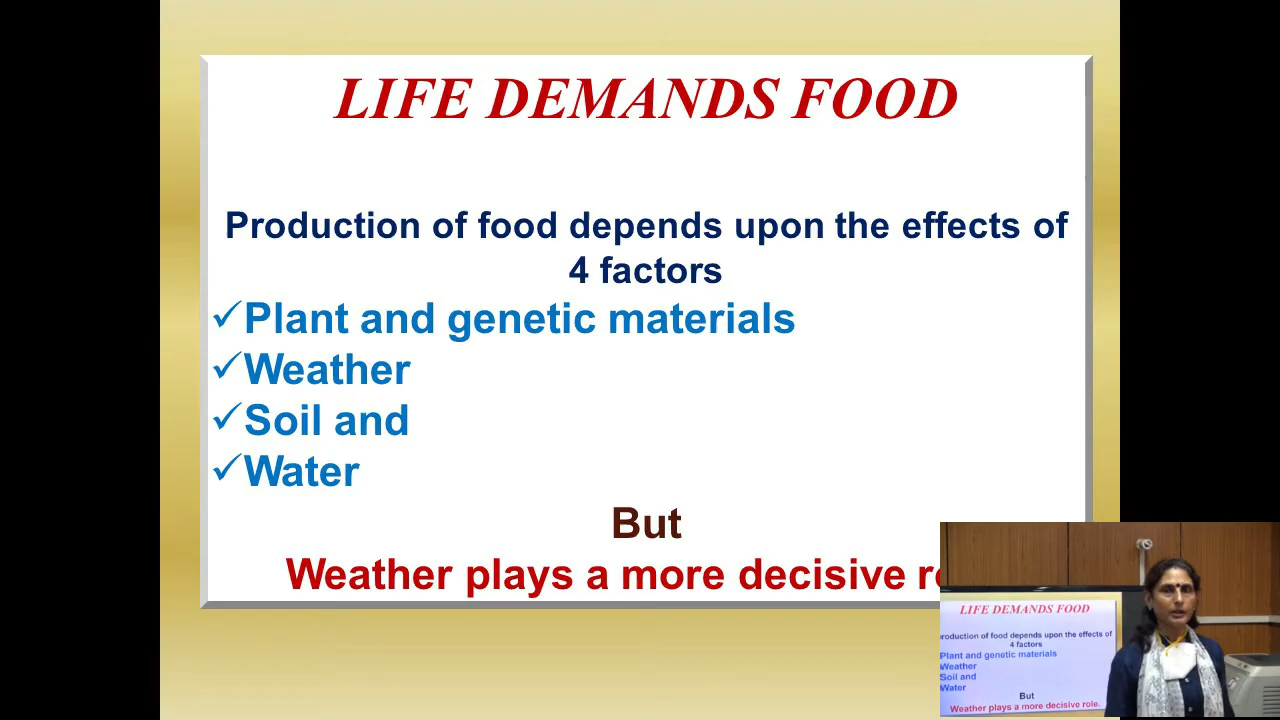 LIFE DEMANDS FOOD
Production of food depends upon the effects of
4 factors
✓Plant and genetic materials
✓Weather
✓Soil and
✓Water
But
Weather plays a more decisive ro
LIFE DEMANDS FOOD
roduction of food depends upon the effects of
4 factors
Plant and genetic materials
Weather
Soil and
Water
But
Weather plays a more decisive role.